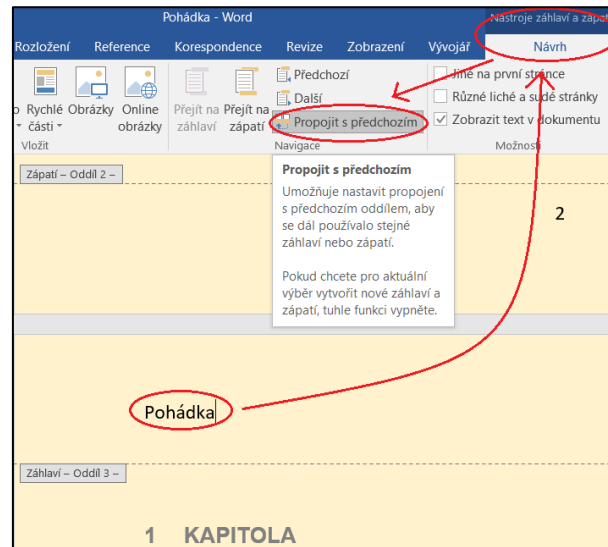 Pohádka - Word
Nástroje záhlaví a zápatí
Rozložení Reference Korespondence Revize Zobrazení Vývojář Návrh
Rychlé části
Obrázky
Online obrázky
Přejít na záhlaví
Přejít na zápatí
Předchozí
Další
Propojit s předchozím
Jiné na první stránce
Různé liché a sudé stránky
Zobrazit text v dokumentu
Vložit
Navigace
Možnosti
Propojit s předchozím
Umožňuje nastavit propojení
s předchozím oddílem, aby
se dál používalo stejné
záhlaví nebo zápatí.
Pokud chcete pro aktuální
výběr vytvořit nové záhlaví a
zápatí, tuhle funkci vypněte.
Zápatí – Oddíl 2 –
2
Pohádka
Záhlaví – Oddíl 3 –
1 KAPITOLA